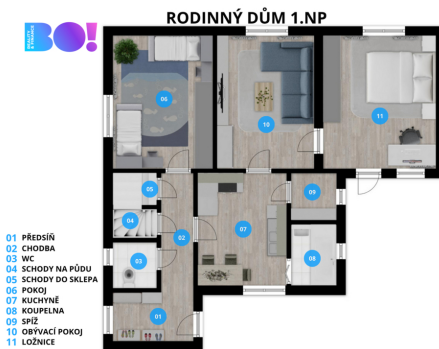 BO!
REALITY
& FINANCE
RODINNÝ DŮM 1.NP
06
10
11
05
09
04
02
07
03
08
01
01 PŘEDSÍŇ
02 CHODBA
03 WC
04 SCHODY NA PŮDU
05 SCHODY DO SKLEPA
06 POKOJ
07 KUCHYNĚ
08 KOUPELNA
09 SPÍŽ
10 OBÝVACÍ POKOJ
11 LOŽNICE